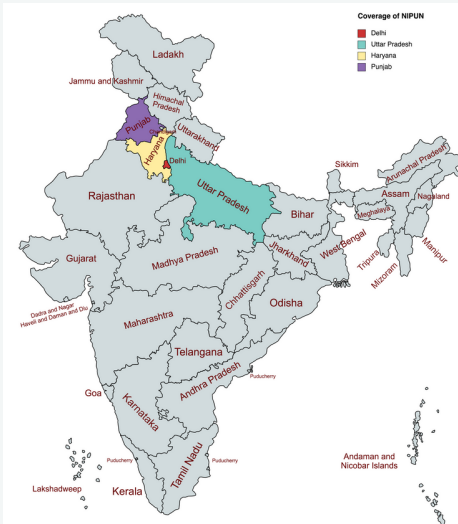 Coverage of NIPUN
Delhi
Uttar Pradesh
Haryana
Punjab
Ladakh
Jammu and Kashmir
Himachal
Pradesh
Punjab
Uttarakhand
Haryana
Delhi
Rajasthan
Uttar Pradesh
Bihar
Sikkim
Arunachal Pradesh
Assam
Nagaland
Meghalaya
Manipur
Tripura
Mizoram
West Bengal
Jharkhand
Gujarat
Madhya Pradesh
Chhattisgarh
Odisha
Dadra and Nagar
Haveli and Daman and Diu
Maharashtra
Telangana
Andhra Pradesh
Puducherry
Goa
Karnataka
Puducherry
Puducherry
Tamil Nadu
Kerala
Lakshadweep
Andaman and
Nicobar Islands